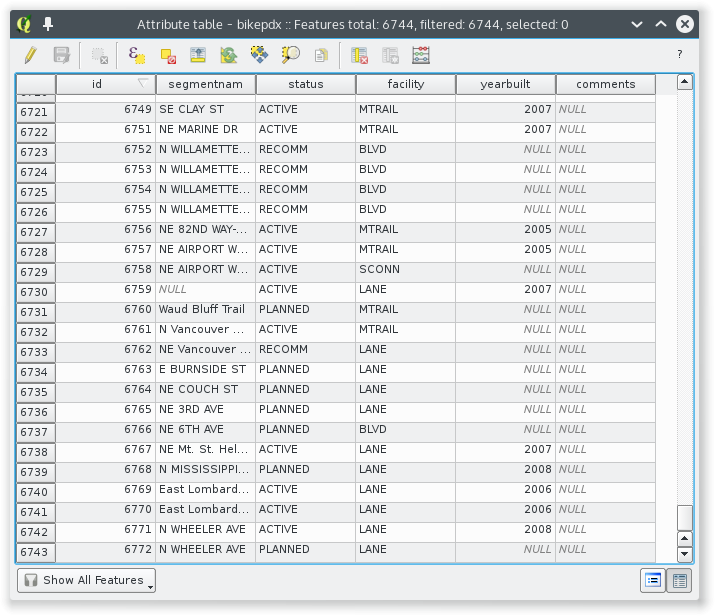 Attribute table - bikepdx :: Features total: 6744, filtered: 6744, selected: 0
?
id segmentnam status facility yearbuilt comments
6721 6749 SE CLAY ST ACTIVE MTRAIL 2007 NULL
6722 6751 NE MARINE DR ACTIVE MTRAIL 2007 NULL
6723 6752 N WILLAMETTE... RECOMM BLVD NULL NULL
6724 6753 N WILLAMETTE... RECOMM BLVD NULL NULL
6725 6754 N WILLAMETTE... RECOMM BLVD NULL NULL
6726 6755 N WILLAMETTE... RECOMM BLVD NULL NULL
6727 6756 NE 82ND WAY-... ACTIVE MTRAIL 2005 NULL
6728 6757 NE AIRPORT W... ACTIVE MTRAIL 2005 NULL
6729 6758 NE AIRPORT W... ACTIVE SCONN NULL NULL
6730 6759 NULL ACTIVE LANE 2007 NULL
6731 6760 Waud Bluff Trail PLANNED MTRAIL NULL NULL
6732 6761 N Vancouver ... ACTIVE MTRAIL NULL NULL
6733 6762 NE Vancouver ... RECOMM LANE NULL NULL
6734 6763 E BURNSIDE ST PLANNED LANE NULL NULL
6735 6764 NE COUCH ST PLANNED LANE NULL NULL
6736 6765 NE 3RD AVE PLANNED LANE NULL NULL
6737 6766 NE 6TH AVE PLANNED BLVD NULL NULL
6738 6767 NE Mt. St. Hel... ACTIVE LANE 2007 NULL
6739 6768 N MISSISSIPPI... PLANNED LANE 2008 NULL
6740 6769 East Lombard... ACTIVE LANE 2006 NULL
6741 6770 East Lombard... ACTIVE LANE 2006 NULL
6742 6771 N WHEELER AVE ACTIVE LANE 2008 NULL
6743 6772 N WHEELER AVE PLANNED LANE NULL NULL
Show All Features